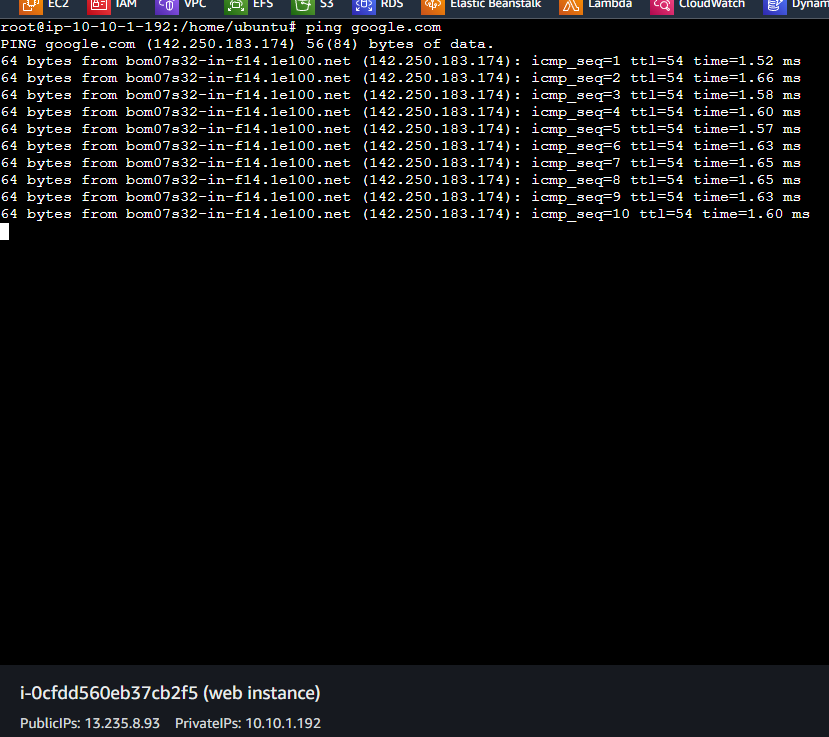 EC2 IAM VPC EFS S3 RDS Elastic Beanstalk Lambda CloudWatch Dynam
root@ip-10-10-1-192:/home/ubuntu# ping google.com
PING google.com (142.250.183.174) 56(84) bytes of data.
64 bytes from bom07s32-in-f14.1e100.net (142.250.183.174): icmp_seq=1 ttl=54 time=1.52 ms
64 bytes from bom07s32-in-f14.1e100.net (142.250.183.174): icmp_seq=2 ttl=54 time=1.66 ms
64 bytes from bom07s32-in-f14.1e100.net (142.250.183.174): icmp_seq=3 ttl=54 time=1.58 ms
64 bytes from bom07s32-in-f14.1e100.net (142.250.183.174): icmp_seq=4 ttl=54 time=1.60 ms
64 bytes from bom07s32-in-f14.1e100.net (142.250.183.174): icmp_seq=5 ttl=54 time=1.57 ms
64 bytes from bom07s32-in-f14.1e100.net (142.250.183.174): icmp_seq=6 ttl=54 time=1.63 ms
64 bytes from bom07s32-in-f14.1e100.net (142.250.183.174): icmp_seq=7 ttl=54 time=1.65 ms
64 bytes from bom07s32-in-f14.1e100.net (142.250.183.174): icmp_seq=8 ttl=54 time=1.65 ms
64 bytes from bom07s32-in-f14.1e100.net (142.250.183.174): icmp_seq=9 ttl=54 time=1.63 ms
64 bytes from bom07s32-in-f14.1e100.net (142.250.183.174): icmp_seq=10 ttl=54 time=1.60 ms
i-0cfdd560eb37cb2f5 (web instance)
PublicIPs: 13.235.8.93 PrivateIPs: 10.10.1.192